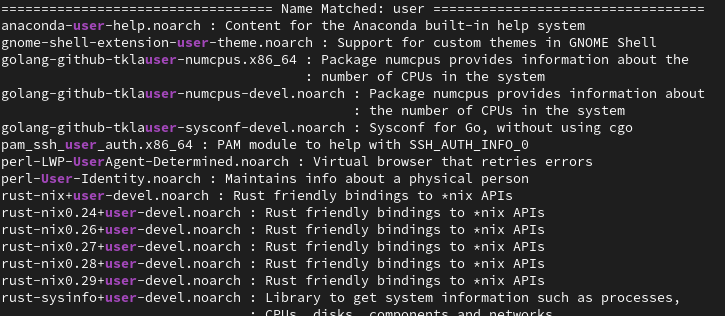 ================================== Name Matched: user ==================================
anaconda-user-help.noarch : Content for the Anaconda built-in help system
gnome-shell-extension-user-theme.noarch : Support for custom themes in GNOME Shell
golang-github-tklauser-numcpus.x86_64 : Package numcpus provides information about the
: number of CPUs in the system
golang-github-tklauser-numcpus-devel.noarch : Package numcpus provides information about
: the number of CPUs in the system
golang-github-tklauser-sysconf-devel.noarch : Sysconf for Go, without using cgo
pam_ssh_user_auth.x86_64 : PAM module to help with SSH_AUTH_INFO_0
perl-LWP-UserAgent-Determined.noarch : Virtual browser that retries errors
perl-User-Identity.noarch : Maintains info about a physical person
rust-nix+user-devel.noarch : Rust friendly bindings to *nix APIs
rust-nix0.24+user-devel.noarch : Rust friendly bindings to *nix APIs
rust-nix0.26+user-devel.noarch : Rust friendly bindings to *nix APIs
rust-nix0.27+user-devel.noarch : Rust friendly bindings to *nix APIs
rust-nix0.28+user-devel.noarch : Rust friendly bindings to *nix APIs
rust-nix0.29+user-devel.noarch : Rust friendly bindings to *nix APIs
rust-sysinfo+user-devel.noarch : Library to get system information such as processes,
: CPUs, disks, components and networks